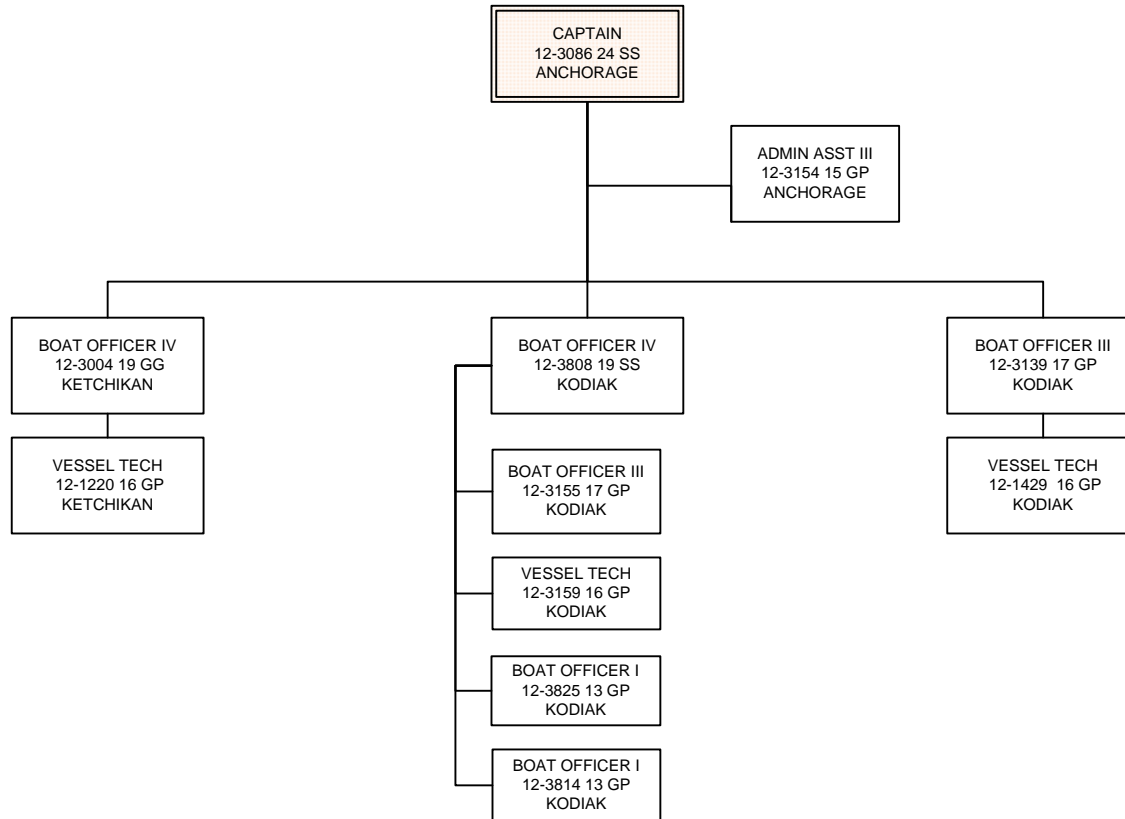 CAPTAIN
12-3086 24 SS
ANCHORAGE
ADMIN ASST III
12-3154 15 GP
ANCHORAGE
BOAT OFFICER IV
12-3004 19 GG
KETCHIKAN
VESSEL TECH
12-1220 16 GP
KETCHIKAN
BOAT OFFICER IV
12-3808 19 SS
KODIAK
BOAT OFFICER III
12-3155 17 GP
KODIAK
VESSEL TECH
12-3159 16 GP
KODIAK
BOAT OFFICER I
12-3825 13 GP
KODIAK
BOAT OFFICER I
12-3814 13 GP
KODIAK
BOAT OFFICER III
12-3139 17 GP
KODIAK
VESSEL TECH
12-1429  16 GP
KODIAK